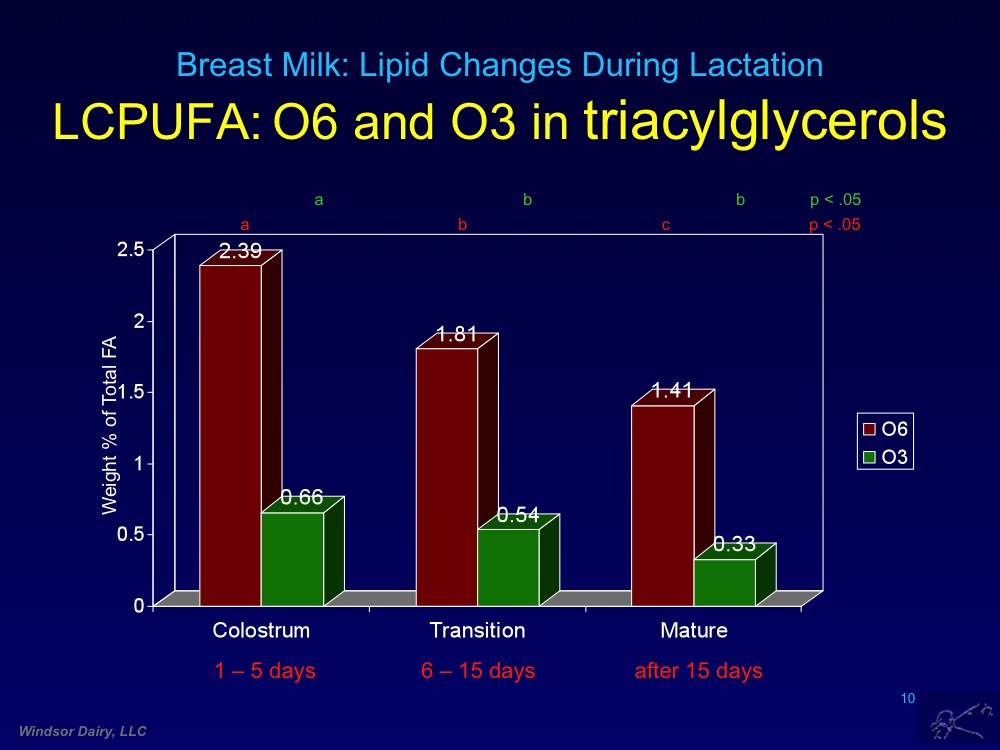 Breast Milk: Lipid Changes During Lactation
LCPUFA: O6 and O3 in triacylglycerols
a b b p < .05
a b c p < .05
Weight % of Total FA
2.5
2
1.5
1
0.5
0
2.39
0.66
1.81
0.54
1.41
0.33
O6
O3
Colostrum Transition Mature
1 – 5 days 6 – 15 days after 15 days
10
Windsor Dairy, LLC